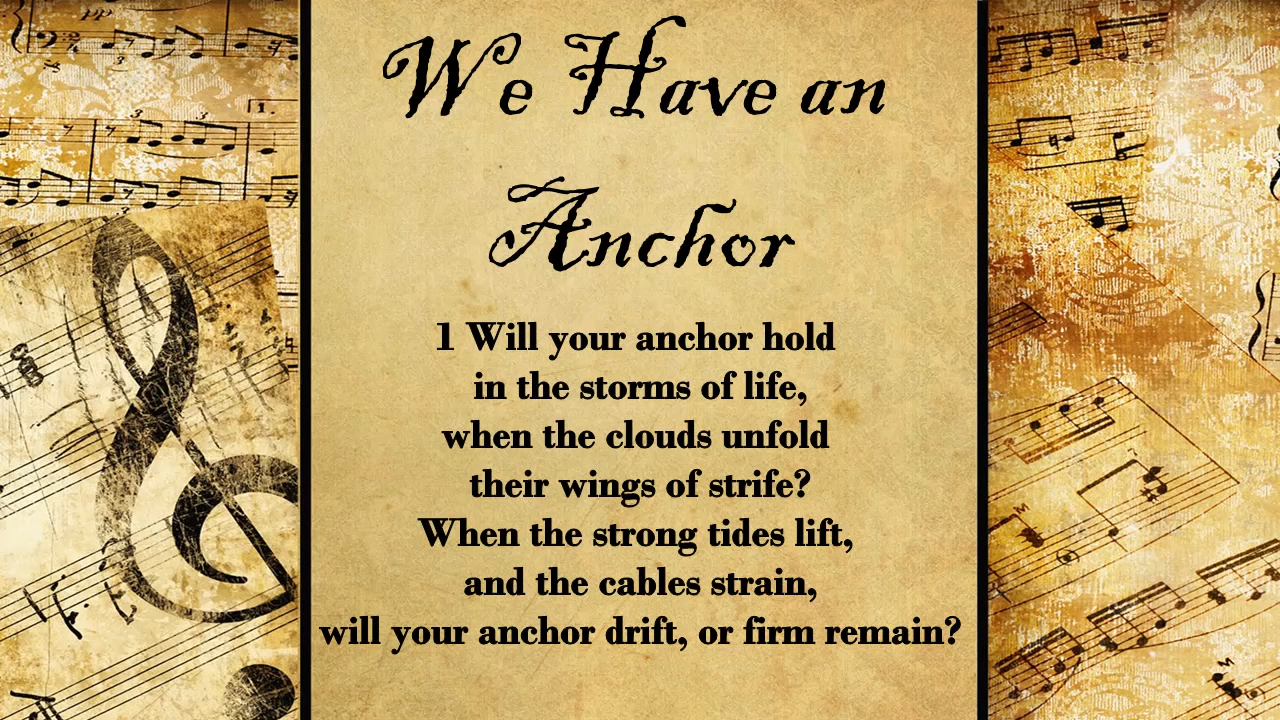 We Have an
Anchor
1 Will your anchor hold
in the storms of life,
when the clouds unfold
their wings of strife?
When the strong tides lift,
and the cables strain,
will your anchor drift, or firm remain?